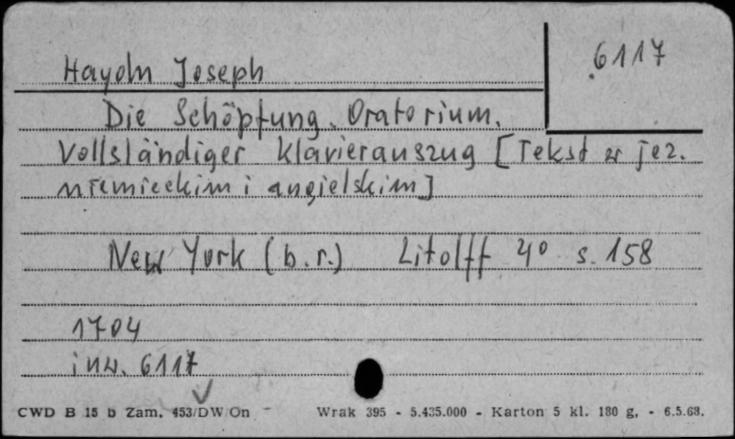 6117
Haydn Joseph
Die Schöpfung. Oratorium.
Vollständiger Klavierauszug [Tekst w jęz.
niemieckim i angielskim]
New York (b.r.) Litolff 4° s. 158
1704
inw. 6117
CWD B 15 b Zam. 453/DW/On - Wrak 395 - 5.435.000 - Karton 5 kl. 180 g. - 6.5.68.